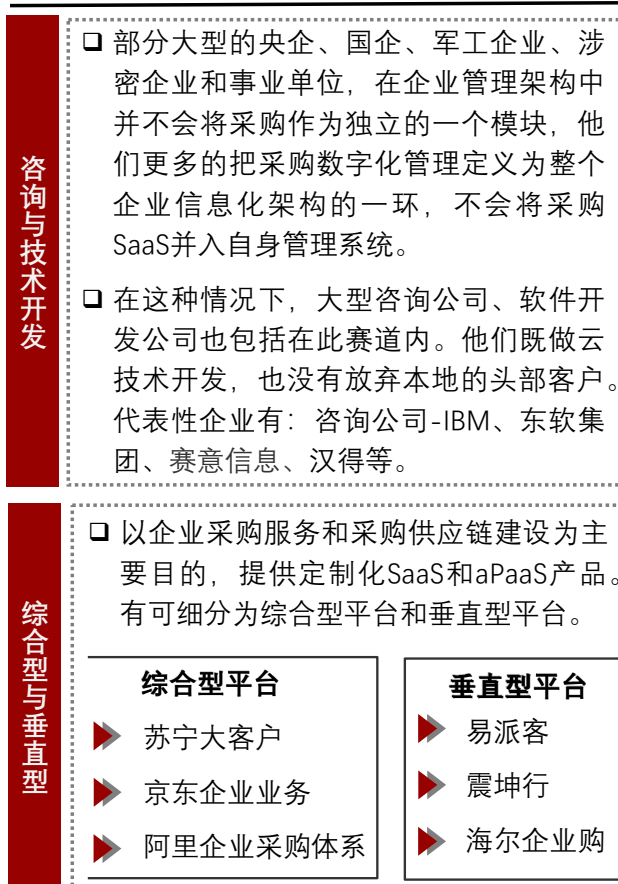 咨询与技术开发
部分大型的央企、国企、军工企业、涉
密企业和事业单位，在企业管理架构中
并不会将采购作为独立的一个模块，他
们更多的把采购数字化管理定义为整个
企业信息化架构的一环，不会将采购
SaaS并入自身管理系统。
在这种情况下，大型咨询公司、软件开
发公司也包括在此赛道内。他们既做云
技术开发，也没有放弃本地的头部客户。
代表性企业有：咨询公司-IBM、东软集
团、赛意信息、汉得等。
综合型与垂直型
以企业采购服务和采购供应链建设为主
要目的，提供定制化SaaS和aPaaS产品。
有可细分为综合型平台和垂直型平台。
综合型平台
苏宁大客户
京东企业业务
阿里企业采购体系
垂直型平台
易派客
震坤行
海尔企业购